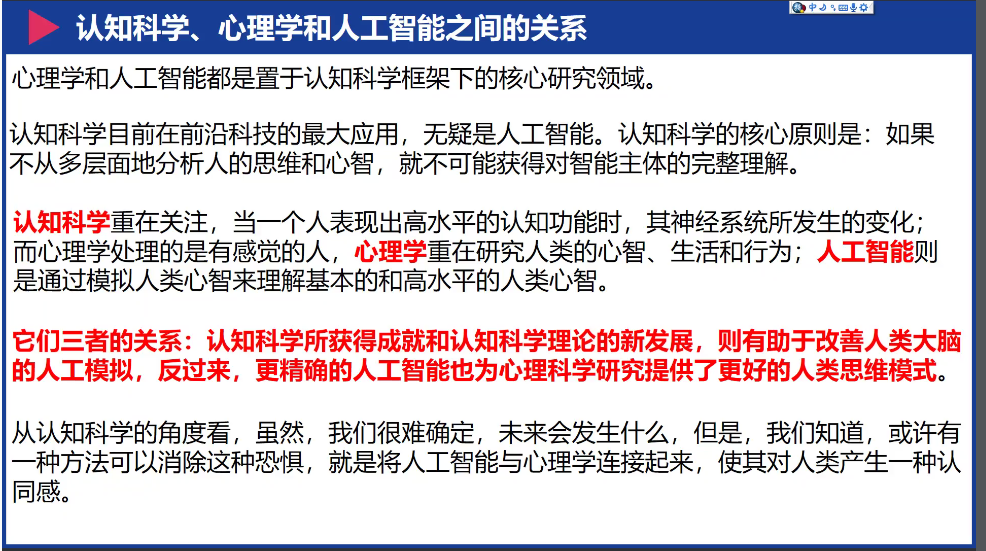 中
认知科学、心理学和人工智能之间的关系
心理学和人工智能都是置于认知科学框架下的核心研究领域。
认知科学目前在前沿科技的最大应用，无疑是人工智能。认知科学的核心原则是：如果
不从多层面地分析人的思维和心智，就不可能获得对智能主体的完整理解。
认知科学重在关注，当一个人表现出高水平的认知功能时，其神经系统所发生的变化；
而心理学处理的是有感觉的人，心理学重在研究人类的心智、生活和行为；人工智能则
是通过模拟人类心智来理解基本的和高水平的人类心智。
它们三者的关系：认知科学所获得成就和认知科学理论的新发展，则有助于改善人类大脑
的人工模拟，反过来，更精确的人工智能也为心理科学研究提供了更好的人类思维模式。
从认知科学的角度看，虽然，我们很难确定，未来会发生什么，但是，我们知道，或许有
一种方法可以消除这种恐惧，就是将人工智能与心理学连接起来，使其对人类产生一种认
同感。